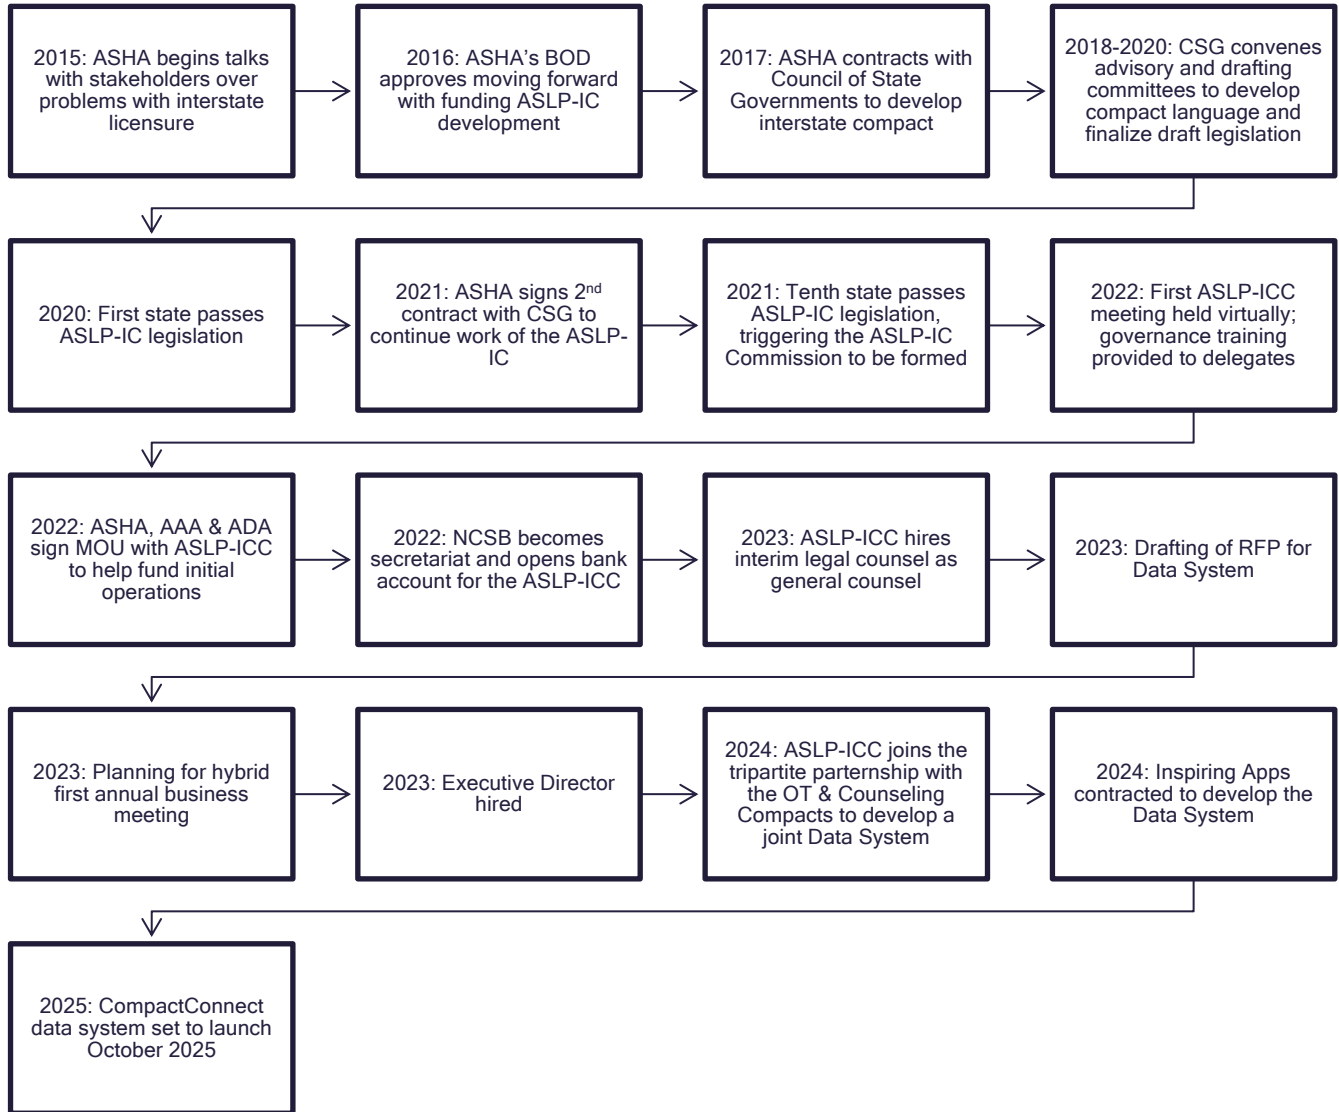 2015: ASHA begins talks
with stakeholders over
problems with interstate
licensure
2016: ASHA’s BOD
approves moving forward
with funding ASLP-IC
development
2017: ASHA contracts with
Council of State
Governments to develop
interstate compact
2018-2020: CSG convenes
advisory and drafting
committees to develop
compact language and
finalize draft legislation
2020: First state passes
ASLP-IC legislation
2021: ASHA signs 2nd
contract with CSG to
continue work of the ASLP-
IC
2021: Tenth state passes
ASLP-IC legislation,
triggering the ASLP-IC
Commission to be formed
2022: First ASLP-ICC
meeting held virtually;
governance training
provided to delegates
2022: ASHA, AAA & ADA
sign MOU with ASLP-ICC
to help fund initial
operations
2022: NCSB becomes
secretariat and opens bank
account for the ASLP-ICC
2023: ASLP-ICC hires
interim legal counsel as
general counsel
2023: Drafting of RFP for
Data System
2023: Planning for hybrid
first annual business
meeting
2023: Executive Director
hired
2024: ASLP-ICC joins the
tripartite parternship with
the OT & Counseling
Compacts to develop a
joint Data System
2024: Inspiring Apps
contracted to develop the
Data System
2025: CompactConnect
data system set to launch
October 2025